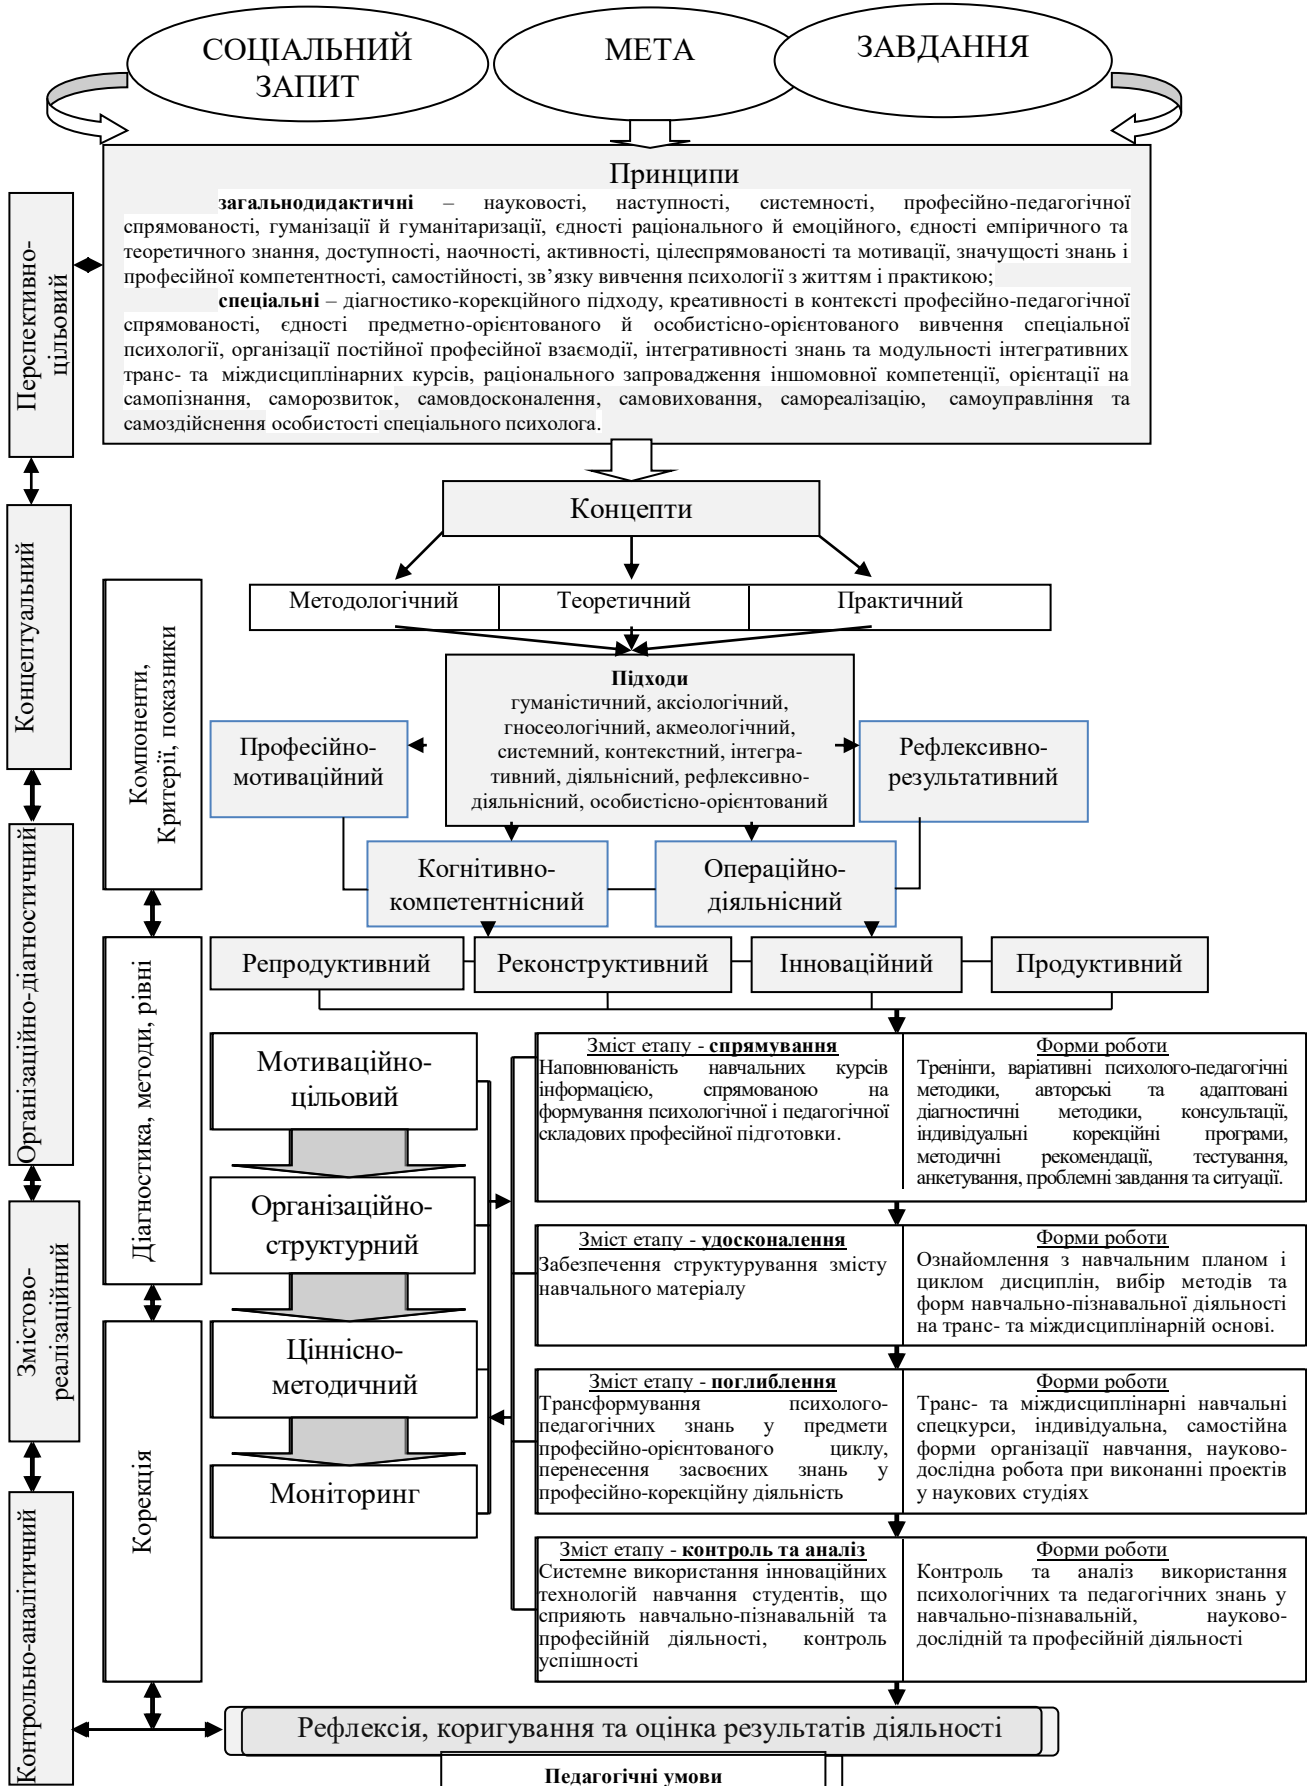 СОЦІАЛЬНИЙ
ЗАПИТ
МЕТА
ЗАВДАННЯ
Принципи
загальнодидактичні – науковості, наступності, системності, професійно-педагогічної
спрямованості, гуманізації й гуманітаризації, єдності раціонального й емоційного, єдності емпіричного та
теоретичного знання, доступності, наочності, активності, цілеспрямованості та мотивації, значущості знань і
професійної компетентності, самостійності, зв’язку вивчення психології з життям і практикою;
спеціальні – діагностико-корекційного підходу, креативності в контексті професійно-педагогічної
спрямованості, єдності предметно-орієнтованого й особистісно-орієнтованого вивчення спеціальної
психології, організації постійної професійної взаємодії, інтегративності знань та модульності інтегративних
транс- та міждисциплінарних курсів, раціонального запровадження іншомовної компетенції, орієнтації на
самопізнання, саморозвиток, самовдосконалення, самовиховання, самореалізацію, самоуправління та
самоздійснення особистості спеціального психолога.
Перспективно-
цільовий
Концептуальний
Організаційно-діагностичний
Змістово-
реалізаційний
Контрольно-аналітичний
Компоненти,
Критерії, показники
Діагностика, методи, рівні
Корекція
Концепти
Методологічний
Теоретичний
Практичний
Підходи
гуманістичний, аксіологічний,
гносеологічний, акмеологічний,
системний, контекстний, інтегра-
тивний, діяльнісний, рефлексивно-
діяльнісний, особистісно-орієнтований
Професійно-
мотиваційний
Рефлексивно-
результативний
Когнітивно-
компетентнісний
Операційно-
діяльнісний
Репродуктивний
Реконструктивний
Інноваційний
Продуктивний
Мотиваційно-
цільовий
Організаційно-
структурний
Ціннісно-
методичний
Моніторинг
Зміст етапу - спрямування
Наповнюваність навчальних курсів
інформацією, спрямованою на
формування психологічної і педагогічної
складових професійної підготовки.
Форми роботи
Тренінги, варіативні психолого-педагогічні
методики, авторські та адаптовані
діагностичні методики, консультації,
індивідуальні корекційні програми,
методичні рекомендації, тестування,
анкетування, проблемні завдання та ситуації.
Зміст етапу - удосконалення
Забезпечення структурування змісту
навчального матеріалу
Форми роботи
Ознайомлення з навчальним планом і
циклом дисциплін, вибір методів та
форм навчально-пізнавальної діяльності
на транс- та міждисциплінарній основі.
Зміст етапу - поглиблення
Трансформування психолого-
педагогічних знань у предмети
професійно-орієнтованого циклу,
перенесення засвоєних знань у
професійно-корекційну діяльність
Форми роботи
Транс- та міждисциплінарні навчальні
спецкурси, індивідуальна, самостійна
форми організації навчання, науково-
дослідна робота при виконанні проектів
у наукових студіях
Зміст етапу - контроль та аналіз
Системне використання інноваційних
технологій навчання студентів, що
сприяють навчально-пізнавальній та
професійній діяльності, контроль
успішності
Форми роботи
Контроль та аналіз використання
психологічних та педагогічних знань у
навчально-пізнавальній, науково-
дослідній та професійній діяльності
Рефлексія, коригування та оцінка результатів діяльності
Педагогічні умови